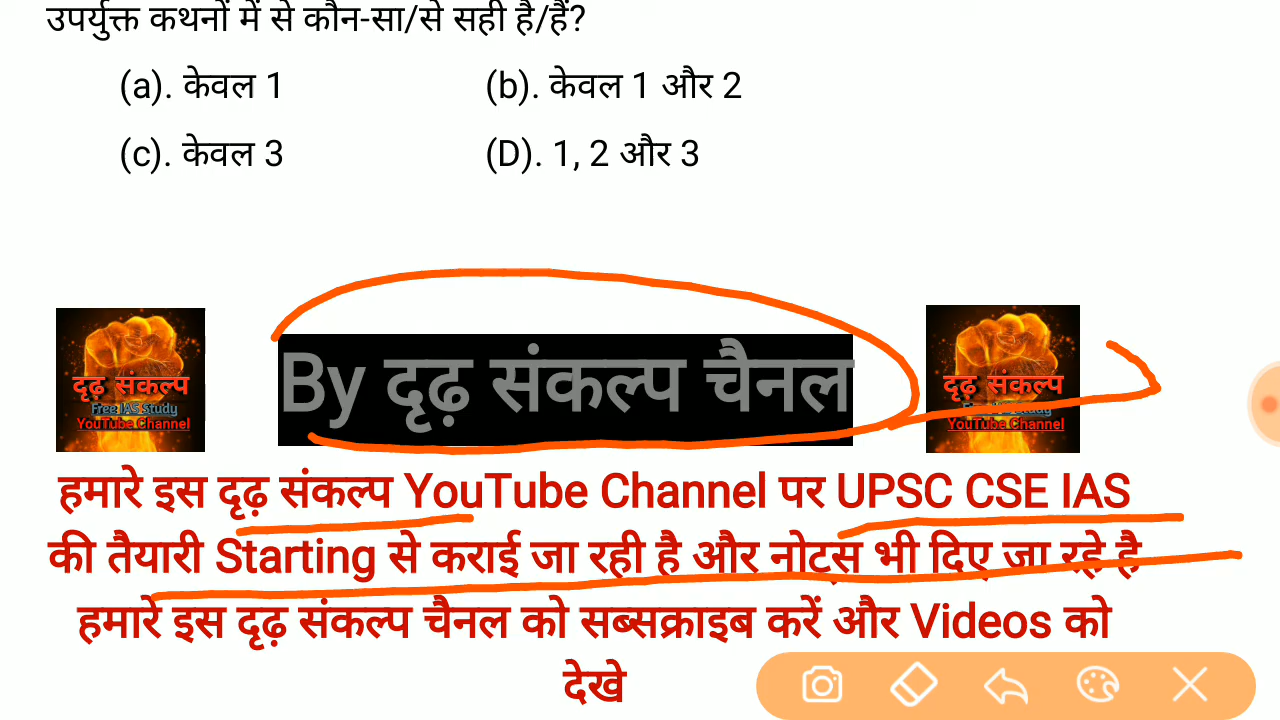 उपर्युक्त कथनों में से कौन-सा/से सही है/हैं?
(a). केवल 1 (b). केवल 1 और 2
(c). केवल 3 (D). 1, 2 और 3
दृढ़ संकल्प
Free IAS Study
YouTube Channel
By दृढ़ संकल्प चैनल
दृढ़ संकल्प
YouTube Channel
हमारे इस दृढ़ संकल्प YouTube Channel पर UPSC CSE IAS
की तैयारी Starting से कराई जा रही है और नोट्स भी दिए जा रहे है
हमारे इस दृढ़ संकल्प चैनल को सब्सक्राइब करें और Videos को
देखे